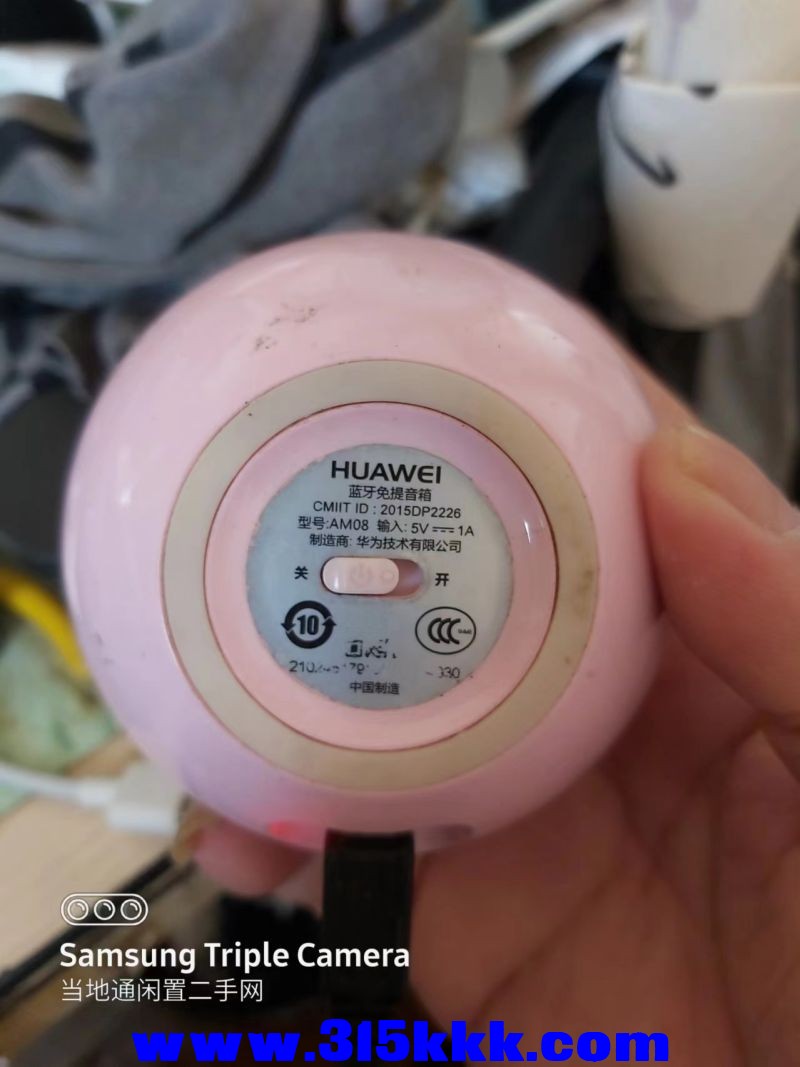 HUAWEI
蓝牙免提音箱
CMIIT ID : 2015DP2226
型号:AM08 输入: 5V⎓1A
制造商: 华为技术有限公司
关 开
10
CCC
中国制造
Samsung Triple Camera
当地通闲置二手网
www.315kkk.com